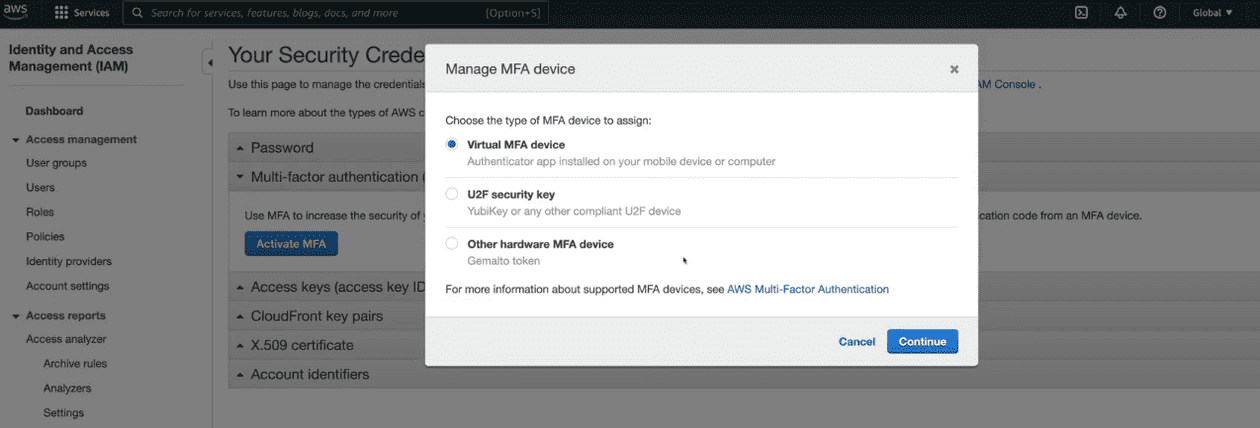 aws
Services
Search for services, features, blogs, docs, and more
[Option+S]
Global
Identity and Access
Management (IAM)
Dashboard
Access management
User groups
Users
Roles
Policies
Identity providers
Account settings
Access reports
Access analyzer
Archive rules
Analyzers
Settings
Your Security Crede
Use this page to manage the credentials
AM Console .
To learn more about the types of AWS c
Password
Multi-factor authentication (
Use MFA to increase the security of
ication code from an MFA device.
Activate MFA
Access keys (access key ID
CloudFront key pairs
X.509 certificate
Account identifiers
Manage MFA device
Choose the type of MFA device to assign:
Virtual MFA device
Authenticator app installed on your mobile device or computer
U2F security key
YubiKey or any other compliant U2F device
Other hardware MFA device
Gemalto token
For more information about supported MFA devices, see AWS Multi-Factor Authentication
Cancel
Continue